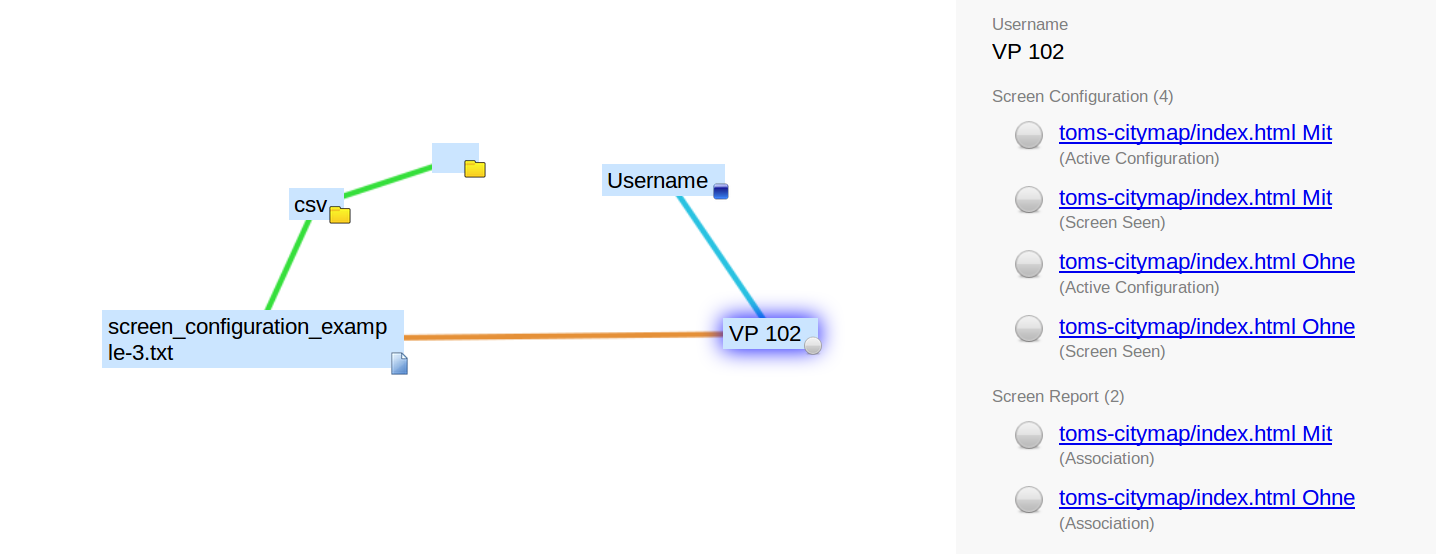 csv
Username
screen_configuration_examp
le-3.txt
VP 102
Username
VP 102
Screen Configuration (4)
toms-citymap/index.html Mit
(Active Configuration)
toms-citymap/index.html Mit
(Screen Seen)
toms-citymap/index.html Ohne
(Active Configuration)
toms-citymap/index.html Ohne
(Screen Seen)
Screen Report (2)
toms-citymap/index.html Mit
(Association)
toms-citymap/index.html Ohne
(Association)